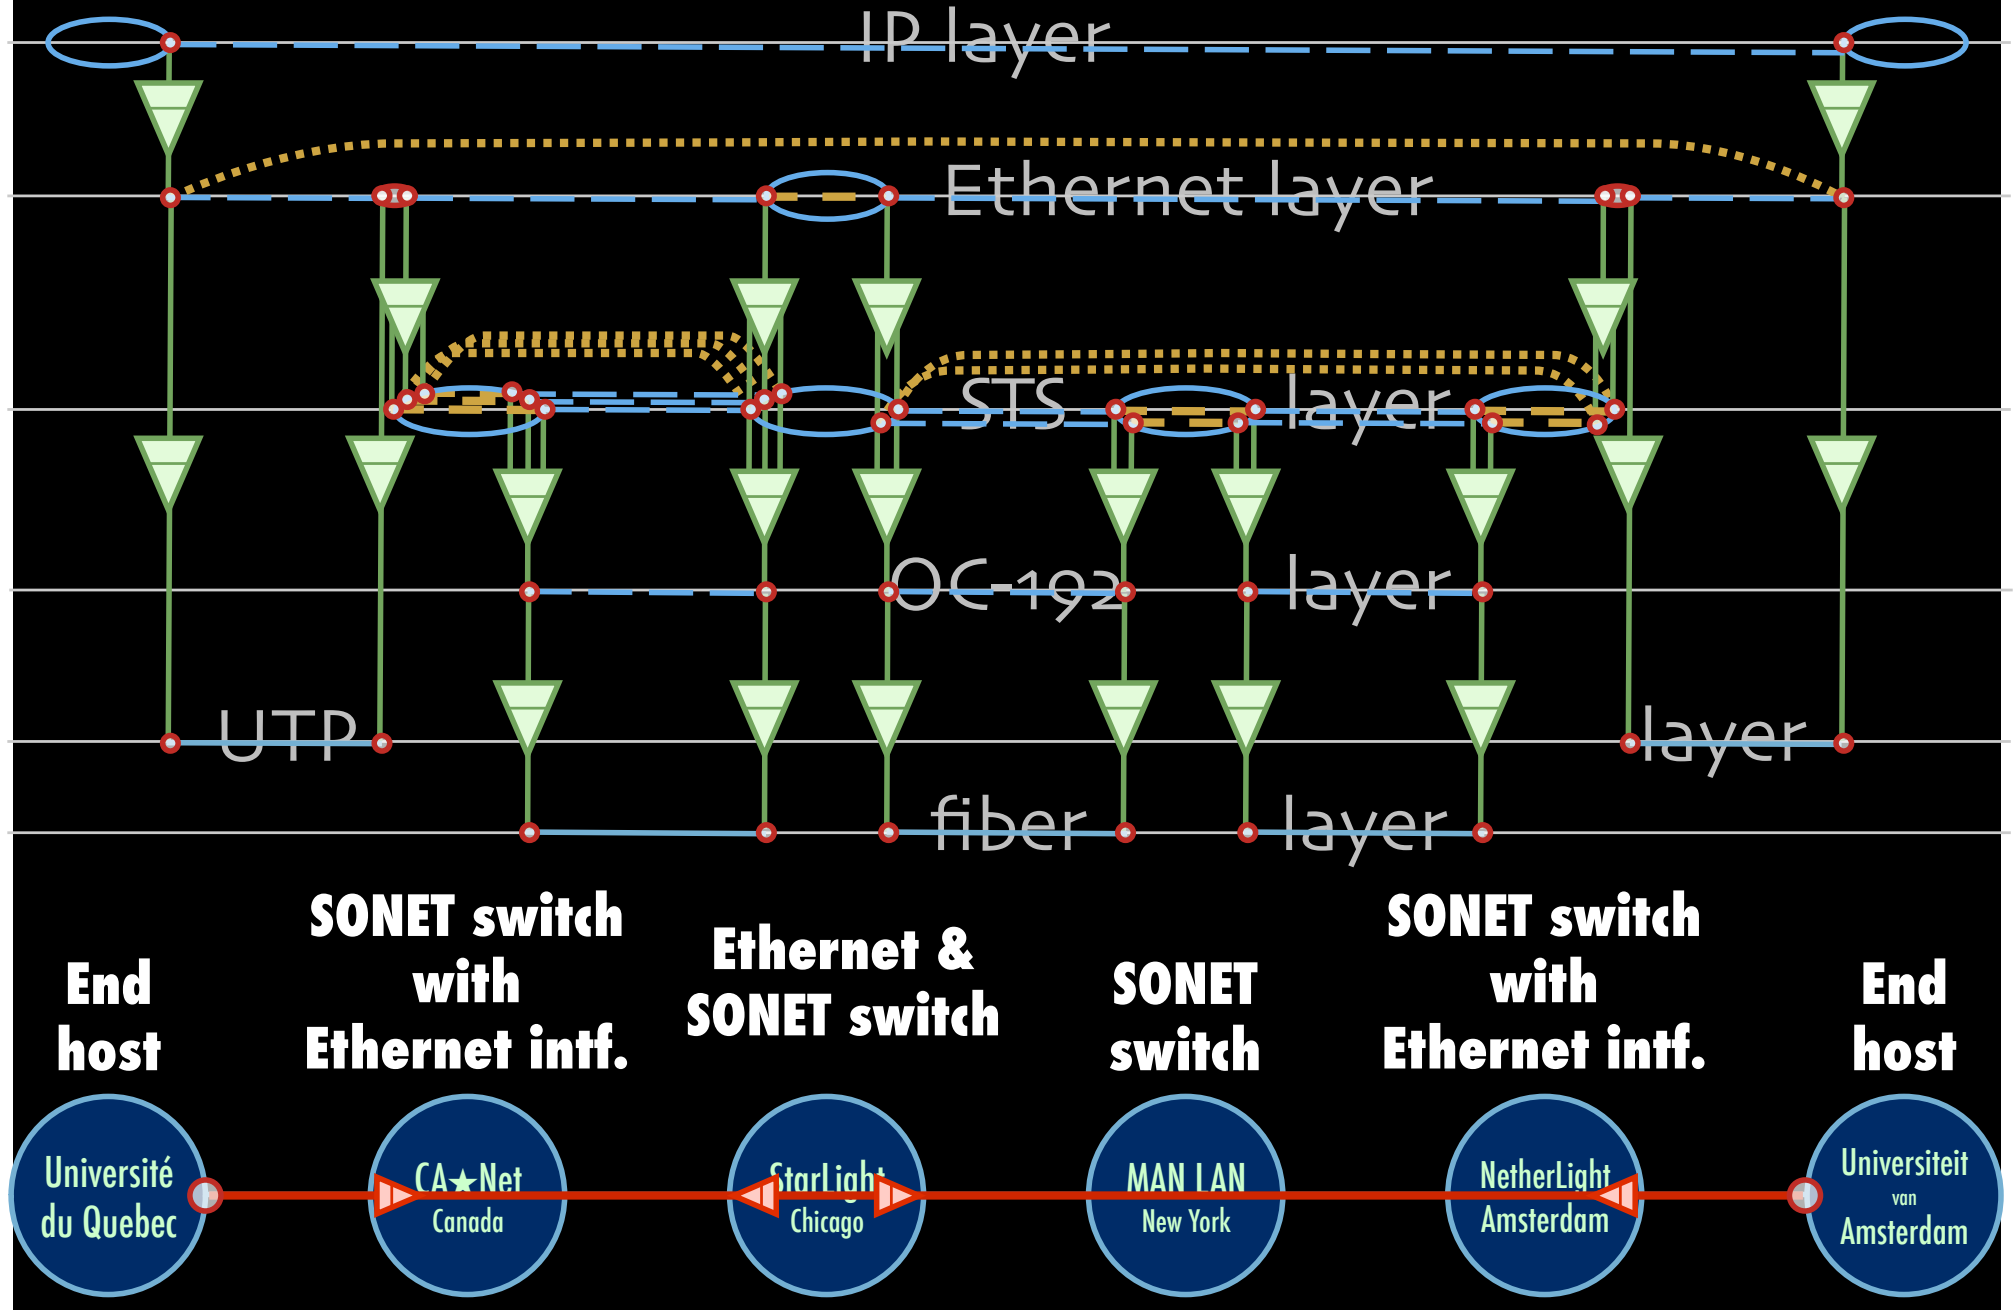 IP layer
Ethernet layer
STS layer
OC-192 layer
UTP layer
fiber layer
End
host
SONET switch
with
Ethernet intf.
Ethernet &
SONET switch
SONET
switch
SONET switch
with
Ethernet intf.
End
host
Université
du Quebec
CA★Net
Canada
StarLight
Chicago
MAN LAN
New York
NetherLight
Amsterdam
Universiteit
van
Amsterdam